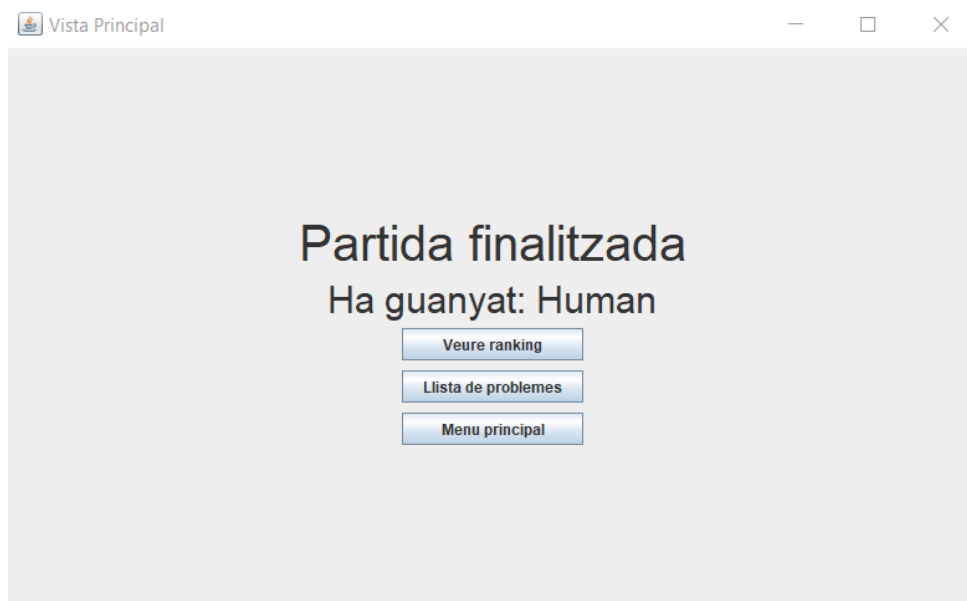 Vista Principal
Partida finalitzada
Ha guanyat: Human
Veure ranking
Llista de problemes
Menu principal